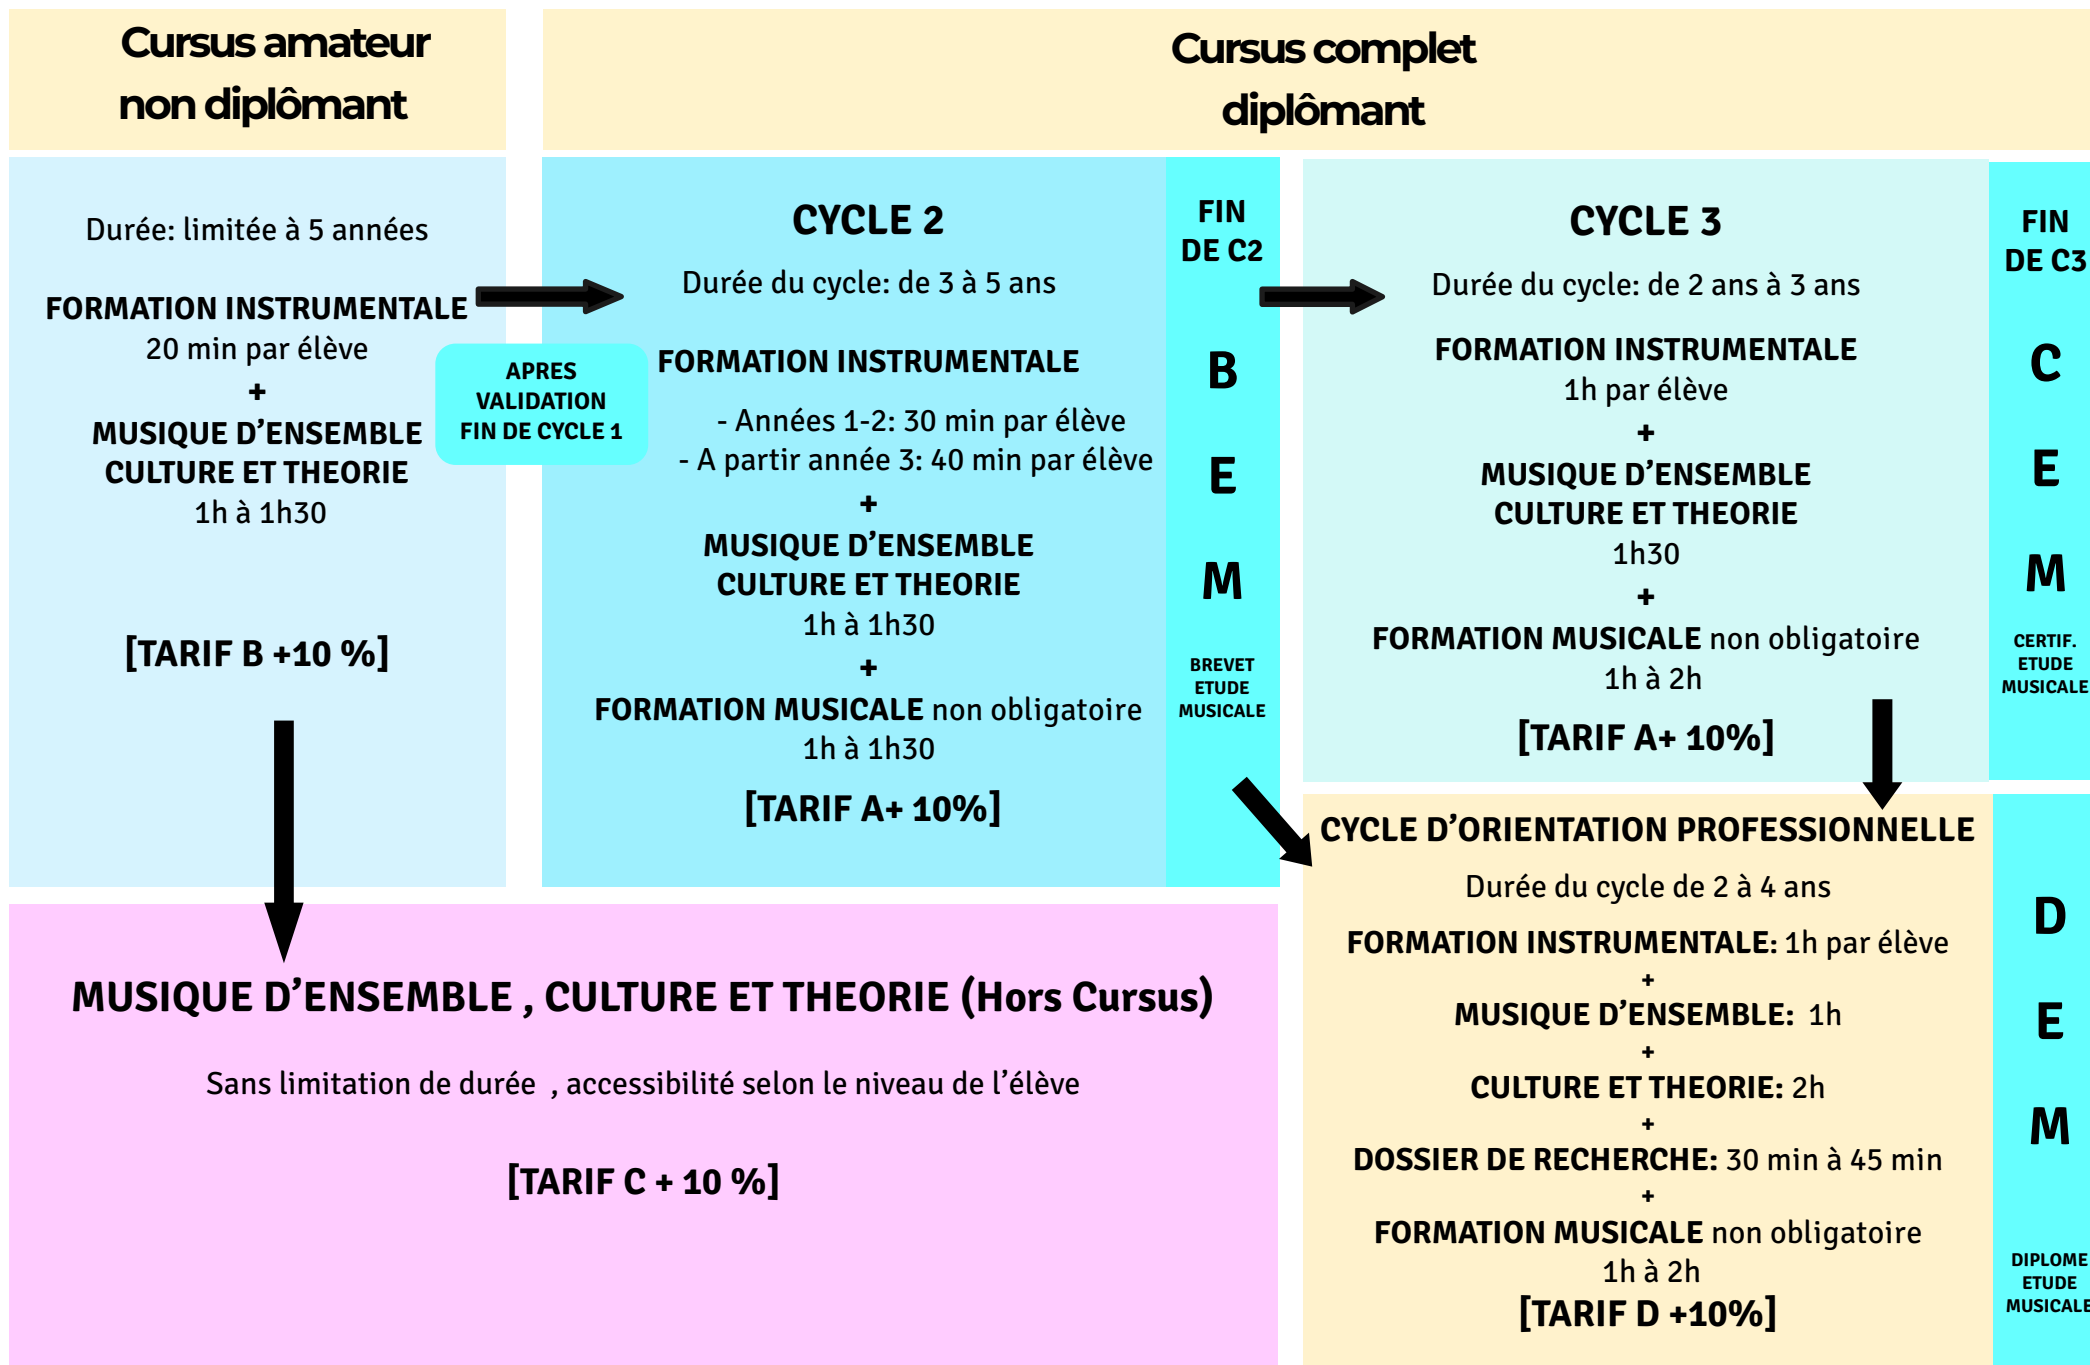 Cursus amateur
non diplômant
Cursus complet
diplômant
Durée: limitée à 5 années
FORMATION INSTRUMENTALE
20 min par élève
+
MUSIQUE D’ENSEMBLE
CULTURE ET THEORIE
1h à 1h30
[TARIF B +10 %]
APRES
VALIDATION
FIN DE CYCLE 1
CYCLE 2
Durée du cycle: de 3 à 5 ans
FORMATION INSTRUMENTALE
- Années 1-2: 30 min par élève
- A partir année 3: 40 min par élève
+
MUSIQUE D’ENSEMBLE
CULTURE ET THEORIE
1h à 1h30
+
FORMATION MUSICALE non obligatoire
1h à 1h30
[TARIF A+ 10%]
FIN
DE C2
B
E
M
BREVET
ETUDE
MUSICALE
CYCLE 3
Durée du cycle: de 2 ans à 3 ans
FORMATION INSTRUMENTALE
1h par élève
+
MUSIQUE D’ENSEMBLE
CULTURE ET THEORIE
1h30
+
FORMATION MUSICALE non obligatoire
1h à 2h
[TARIF A+ 10%]
FIN
DE C3
C
E
M
CERTIF.
ETUDE
MUSICALE
MUSIQUE D’ENSEMBLE , CULTURE ET THEORIE (Hors Cursus)
Sans limitation de durée , accessibilité selon le niveau de l’élève
[TARIF C + 10 %]
CYCLE D’ORIENTATION PROFESSIONNELLE
Durée du cycle de 2 à 4 ans
FORMATION INSTRUMENTALE: 1h par élève
+
MUSIQUE D’ENSEMBLE: 1h
+
CULTURE ET THEORIE: 2h
+
DOSSIER DE RECHERCHE: 30 min à 45 min
+
FORMATION MUSICALE non obligatoire
1h à 2h
[TARIF D +10%]
D
E
M
DIPLOME
ETUDE
MUSICALE